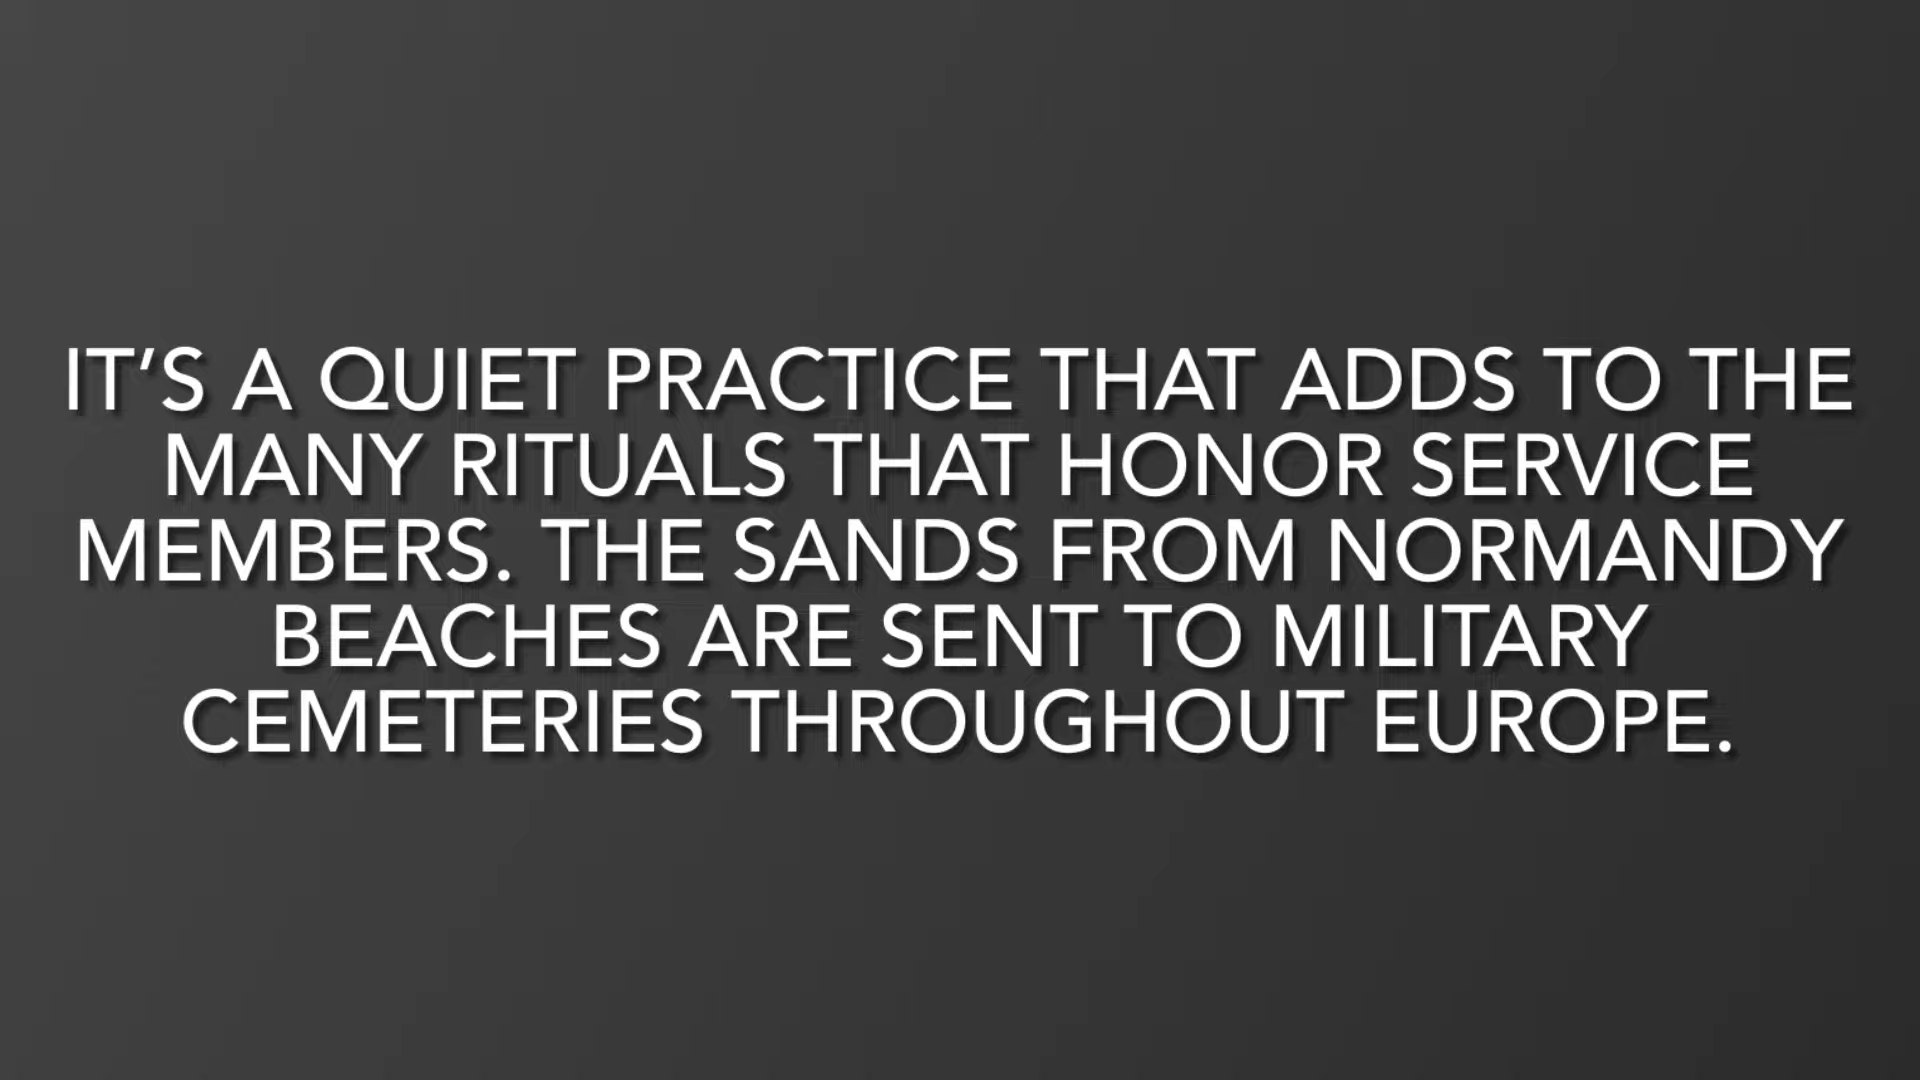 IT’S A QUIET PRACTICE THAT ADDS TO THE
MANY RITUALS THAT HONOR SERVICE
MEMBERS. THE SANDS FROM NORMANDY
BEACHES ARE SENT TO MILITARY
CEMETERIES THROUGHOUT EUROPE.